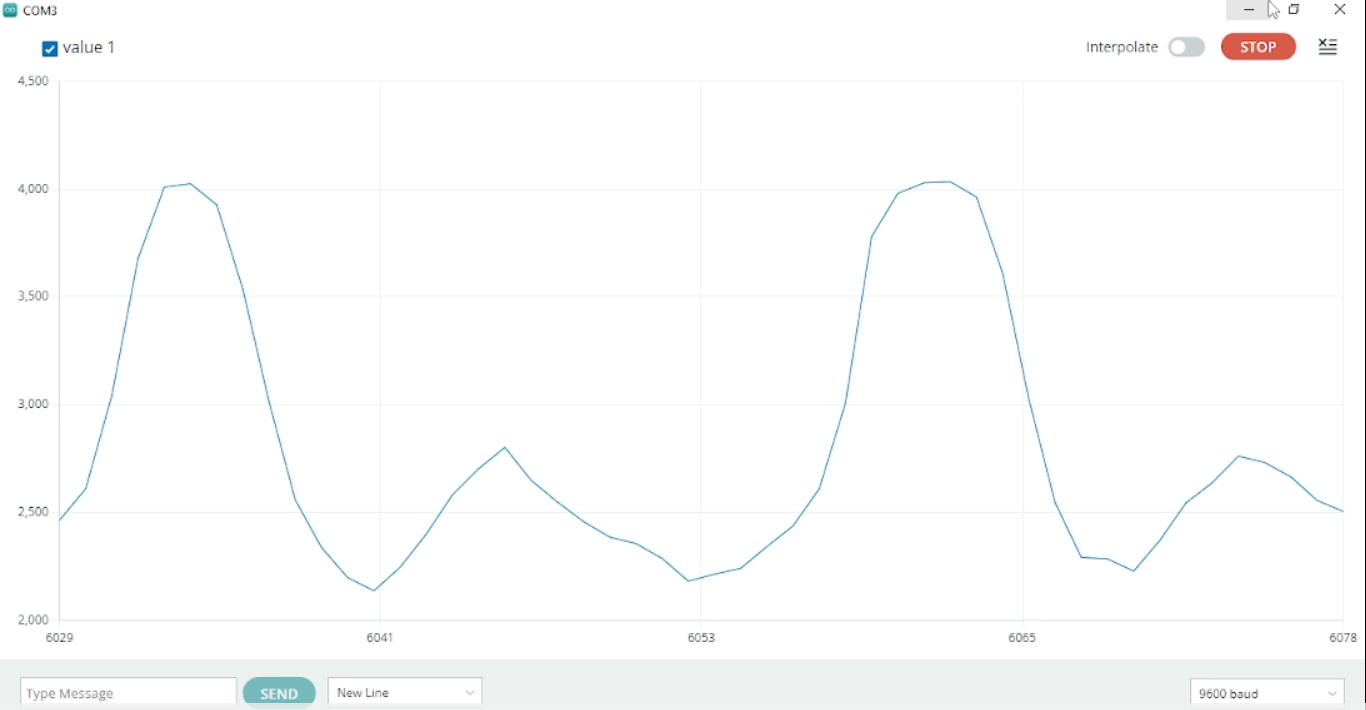 COM3
value 1
Interpolate STOP
4,500
4,000
3,500
3,000
2,500
2,000
6029 6041 6053 6065 6078
Type Message SEND New Line 9600 baud